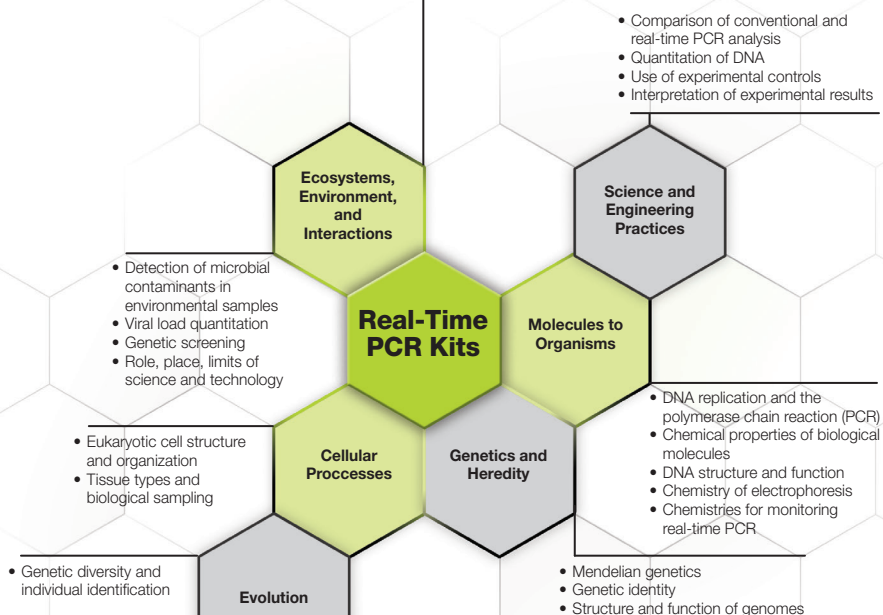 • Comparison of conventional and
real-time PCR analysis
• Quantitation of DNA
• Use of experimental controls
• Interpretation of experimental results
Ecosystems,
Environment,
and
Interactions
Science and
Engineering
Practices
• Detection of microbial
contaminants in
environmental samples
• Viral load quantitation
• Genetic screening
• Role, place, limits of
science and technology
Real-Time
PCR Kits
Molecules to
Organisms
• DNA replication and the
polymerase chain reaction (PCR)
• Chemical properties of biological
molecules
• DNA structure and function
• Chemistry of electrophoresis
• Chemistries for monitoring
real-time PCR
• Eukaryotic cell structure
and organization
• Tissue types and
biological sampling
Cellular
Proccesses
Genetics and
Heredity
• Genetic diversity and
individual identification
Evolution
• Mendelian genetics
• Genetic identity
• Structure and function of genomes